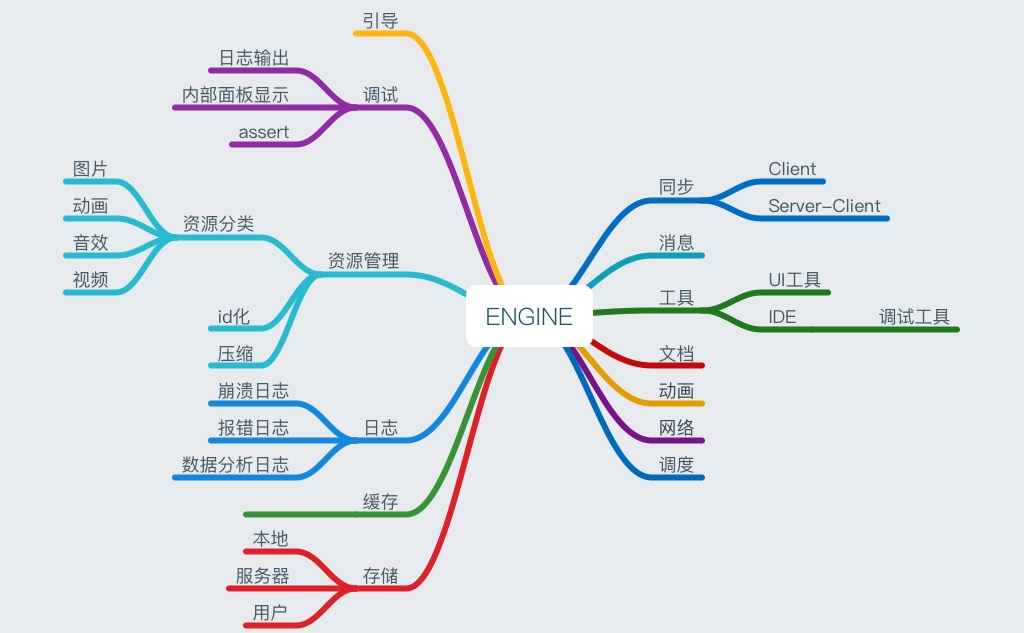 引导
日志输出
内部面板显示
调试
assert
图片
动画
音效
视频
资源分类
资源管理
id化
压缩
崩溃日志
报错日志
日志
数据分析日志
缓存
本地
服务器
存储
用户
ENGINE
同步
Client
Server-Client
消息
工具
UI工具
IDE
调试工具
文档
动画
网络
调度